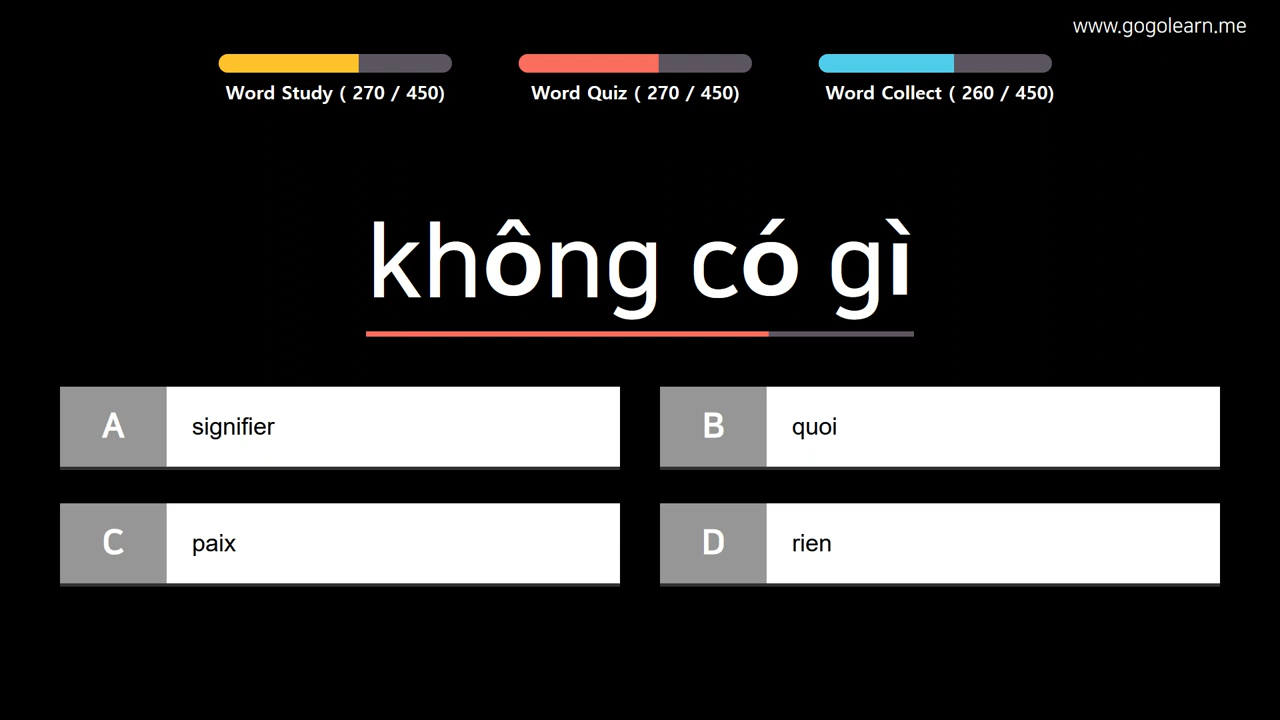 www.gogolearn.me
Word Study ( 270 / 450)
Word Quiz ( 270 / 450)
Word Collect ( 260 / 450)
không có gì
A signifier
B quoi
C paix
D rien